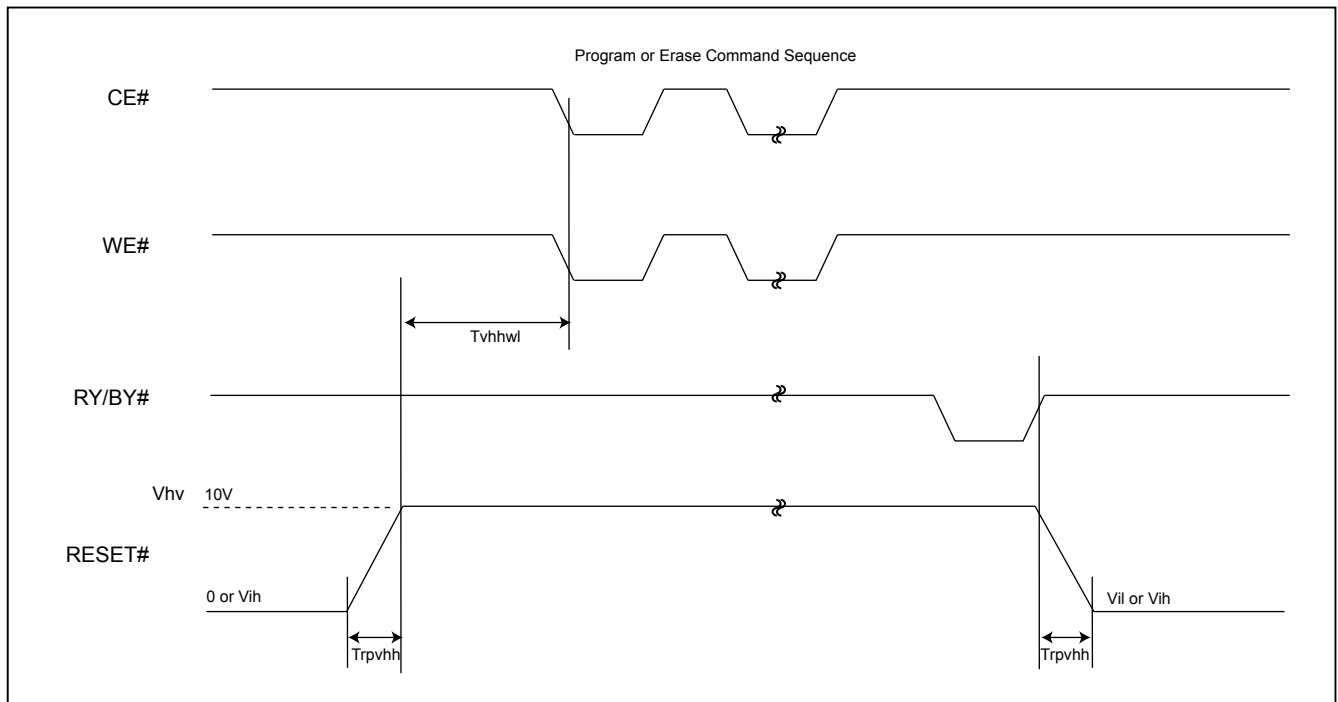 Program or Erase Command Sequence
CE#
WE#
Tvhhwl
RY/BY#
Vhv 10V
RESET#
0 or Vih
Vil or Vih
Trpvhh
Trpvhh